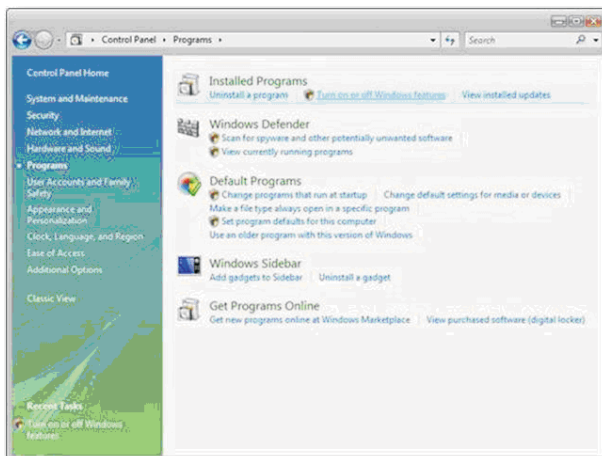 Control Panel
Programs
Search
Control Panel Home
System and Maintenance
Security
Network and Internet
Hardware and Sound
Programs
User Accounts and Family
Safety
Appearance and
Personalization
Clock, Language, and Region
Ease of Access
Additional Options
Classic View
Recent Tasks
Turn on or off Windows
features
Installed Programs
Uninstall a program Turn on or off Windows features View installed updates
Windows Defender
Scan for spyware and other potentially unwanted software
View currently running programs
Default Programs
Change programs that run at startup Change default settings for media or devices
Make a file type always open in a specific program
Set program defaults for this computer
Use an older program with this version of Windows
Windows Sidebar
Add gadgets to Sidebar Uninstall a gadget
Get Programs Online
Get new programs online at Windows Marketplace View purchased software (digital locker)